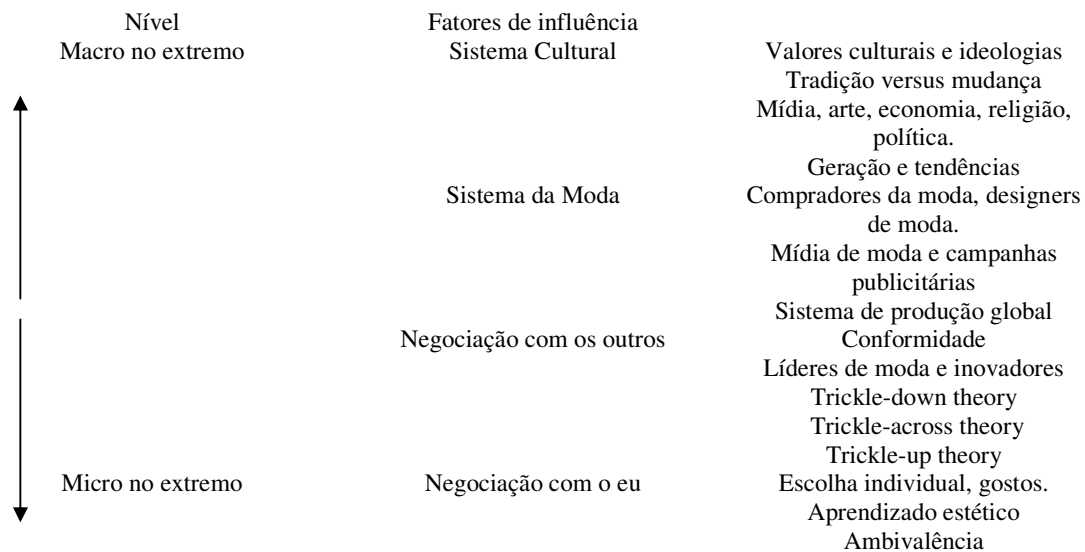 Nível Fatores de influência
Macro no extremo Sistema Cultural Valores culturais e ideologias
Tradição versus mudança
Mídia, arte, economia, religião,
política.
Geração e tendências
Sistema da Moda Compradores da moda, designers
de moda.
Mídia de moda e campanhas
publicitárias
Sistema de produção global
Negociação com os outros Conformidade
Líderes de moda e inovadores
Trickle-down theory
Trickle-across theory
Trickle-up theory
Micro no extremo Negociação com o eu Escolha individual, gostos.
Aprendizado estético
Ambivalência